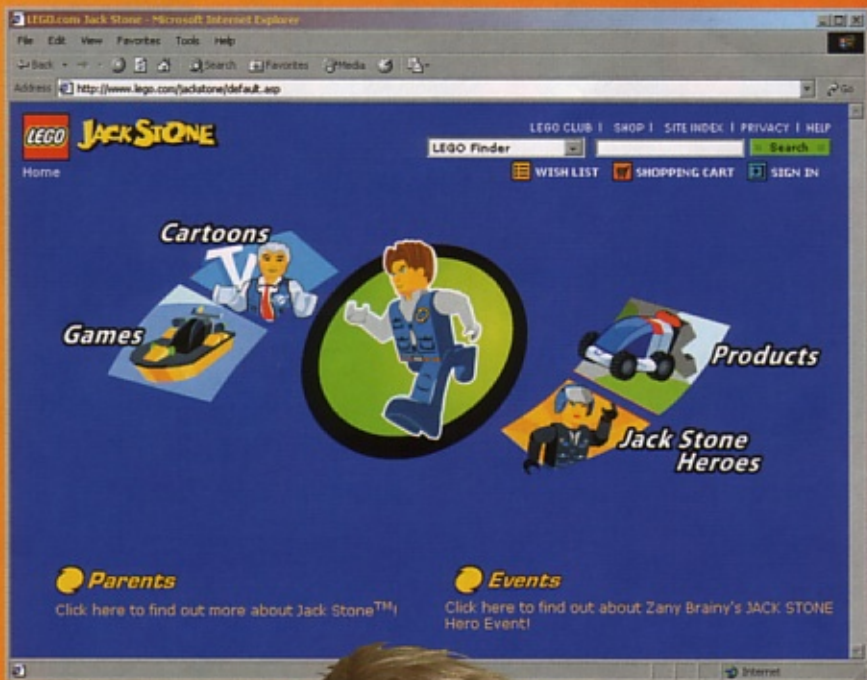 LEGO.com Jack Stone - Microsoft Internet Explorer
File Edit View Favorites Tools Help
Back Search Favorites Media
Address http://www.lego.com/jackstone/default.asp Go
LEGO JACK STONE
LEGO CLUB | SHOP | SITE INDEX | PRIVACY | HELP
LEGO Finder Search
Home
WISH LIST SHOPPING CART SIGN IN
Cartoons
TV
Games
Products
Jack Stone
Heroes
Parents
Events
Click here to find out more about Jack Stone™!
Click here to find out about Zany Brainy's JACK STONE
Hero Event!
Internet